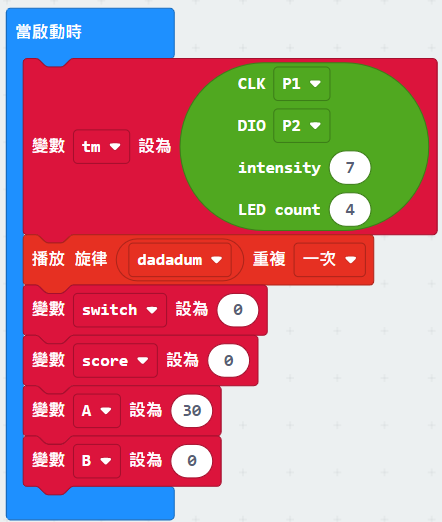 當啟動時
CLK P1
DIO P2
變數 tm 設為 intensity 7
LED count 4
播放 旋律 dadadum 重複 一次
變數 switch 設為 0
變數 score 設為 0
變數 A 設為 30
變數 B 設為 0